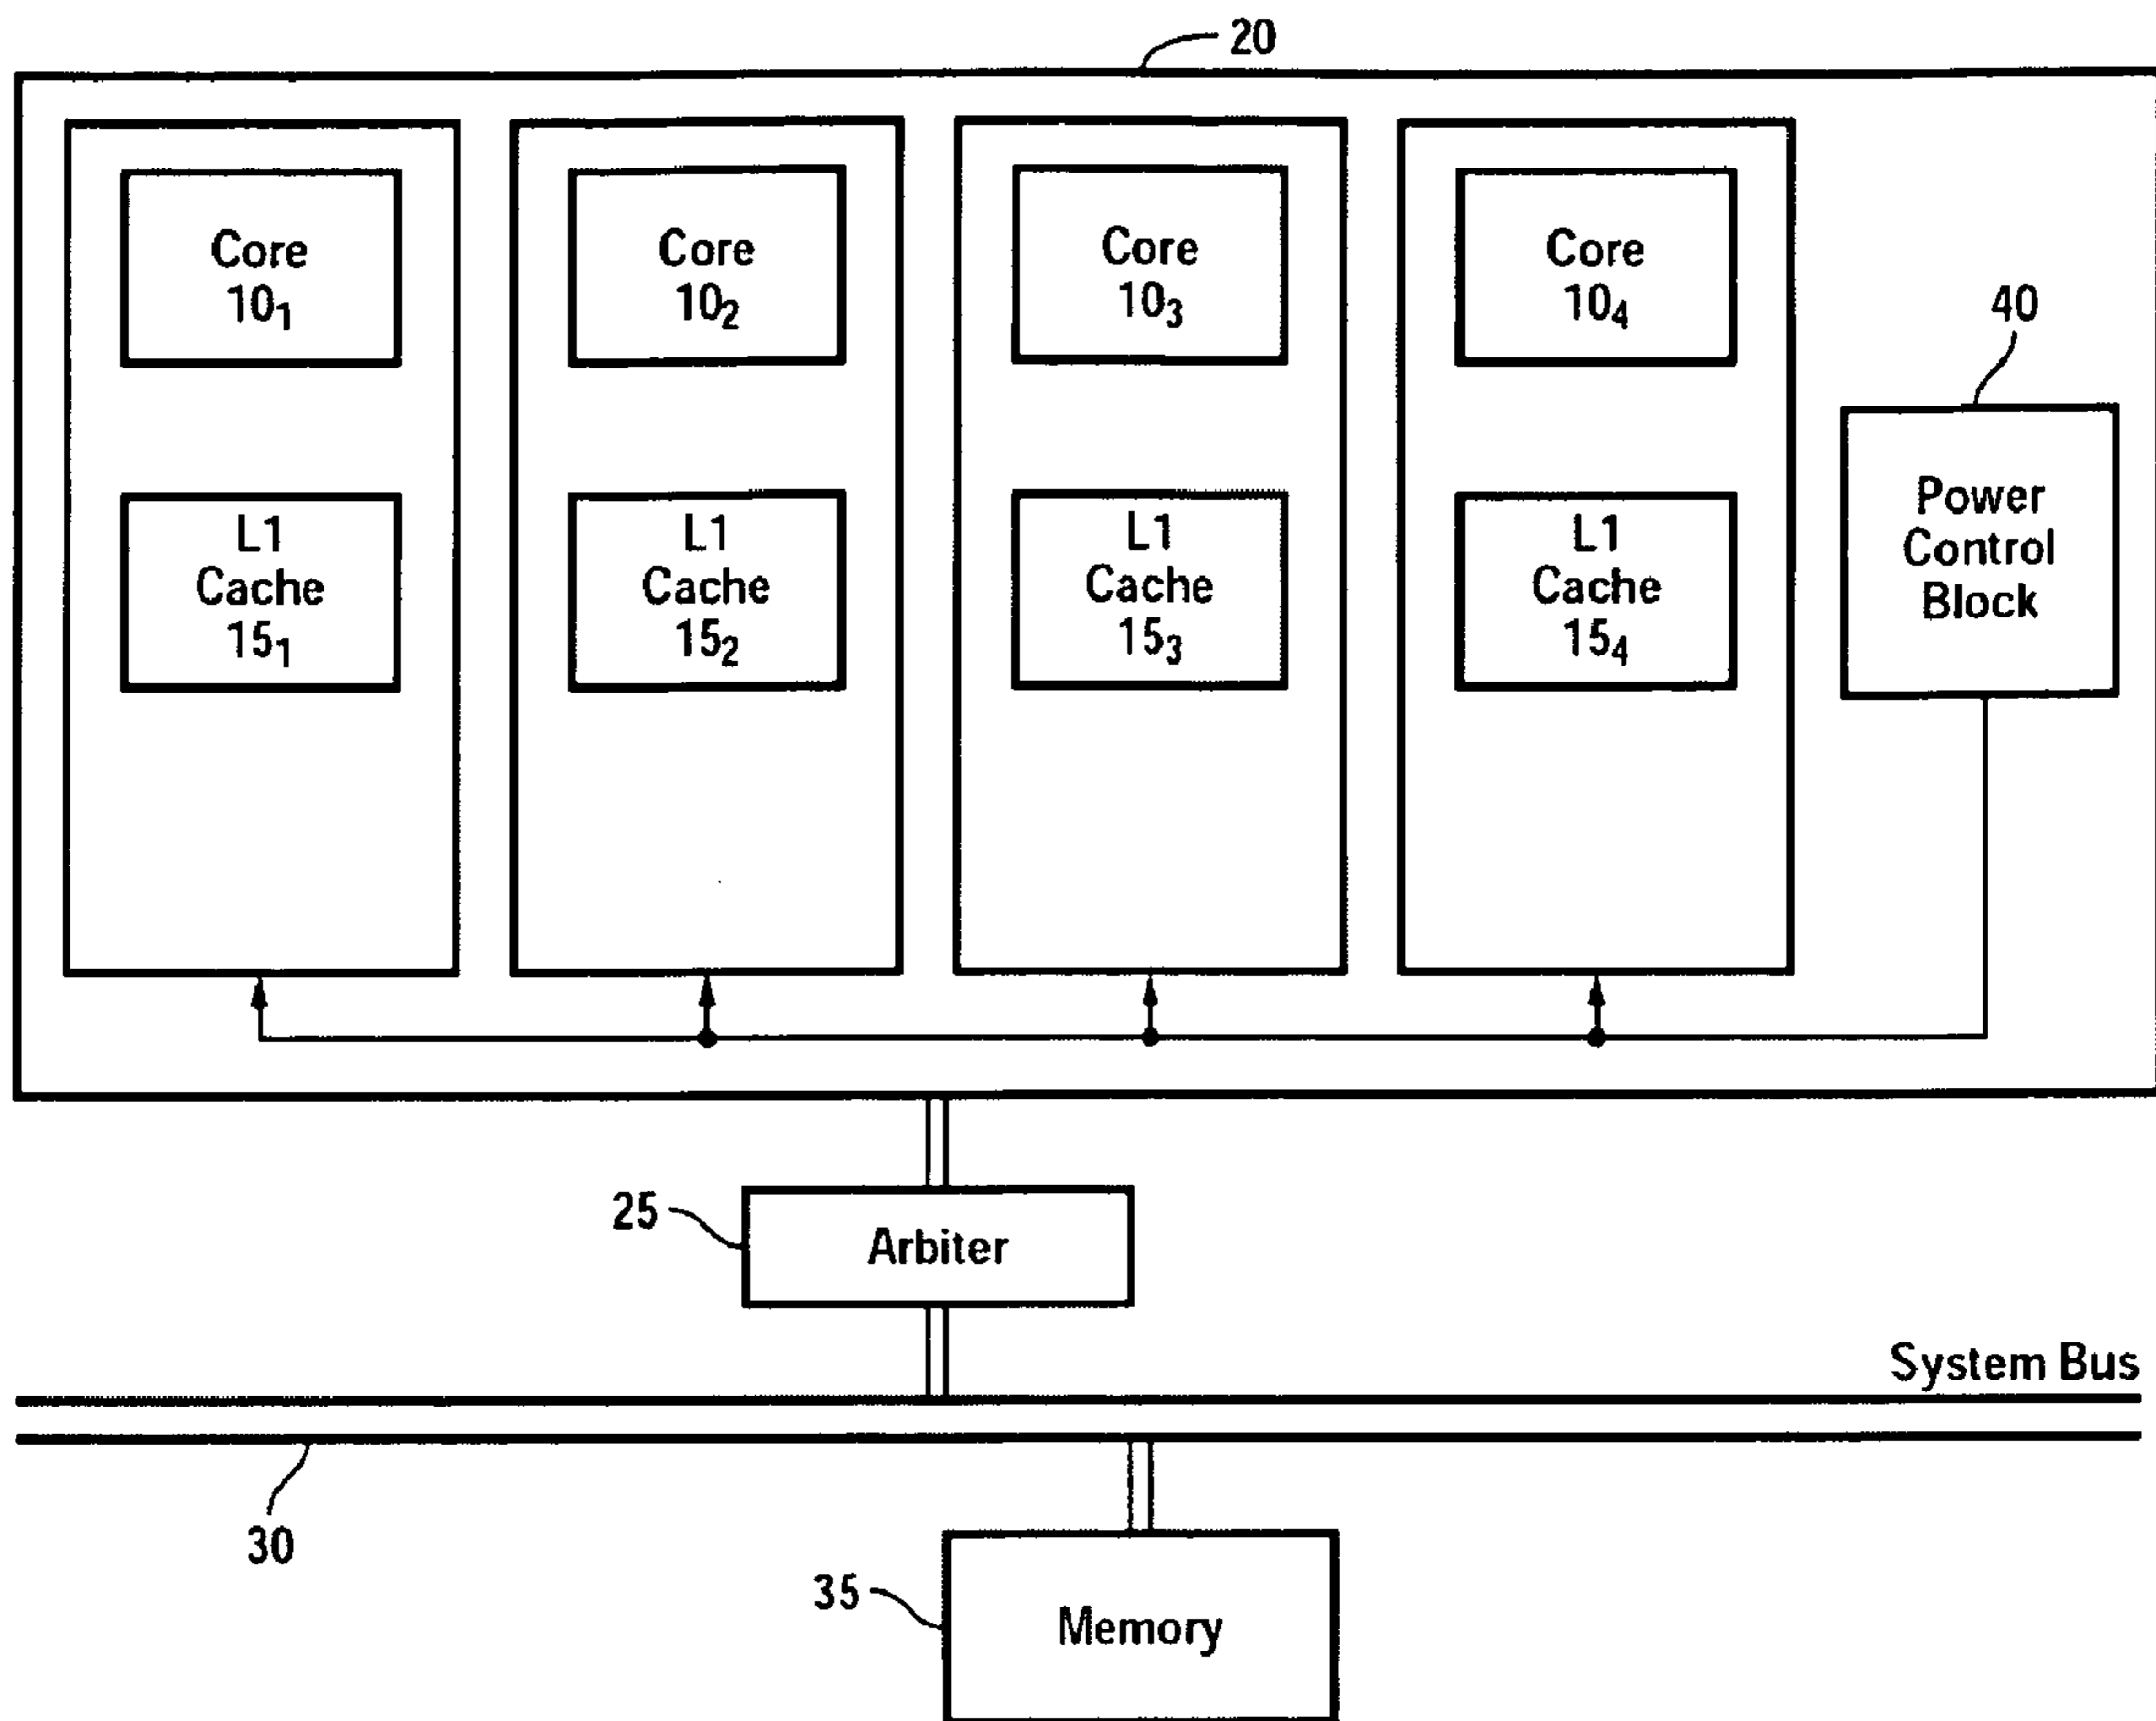 20
Core
10₁
Core
10₂
Core
10₃
Core
10₄
40
L1
Cache
15₁
L1
Cache
15₂
L1
Cache
15₃
L1
Cache
15₄
Power
Control
Block
25
Arbiter
System Bus
30
35
Memory